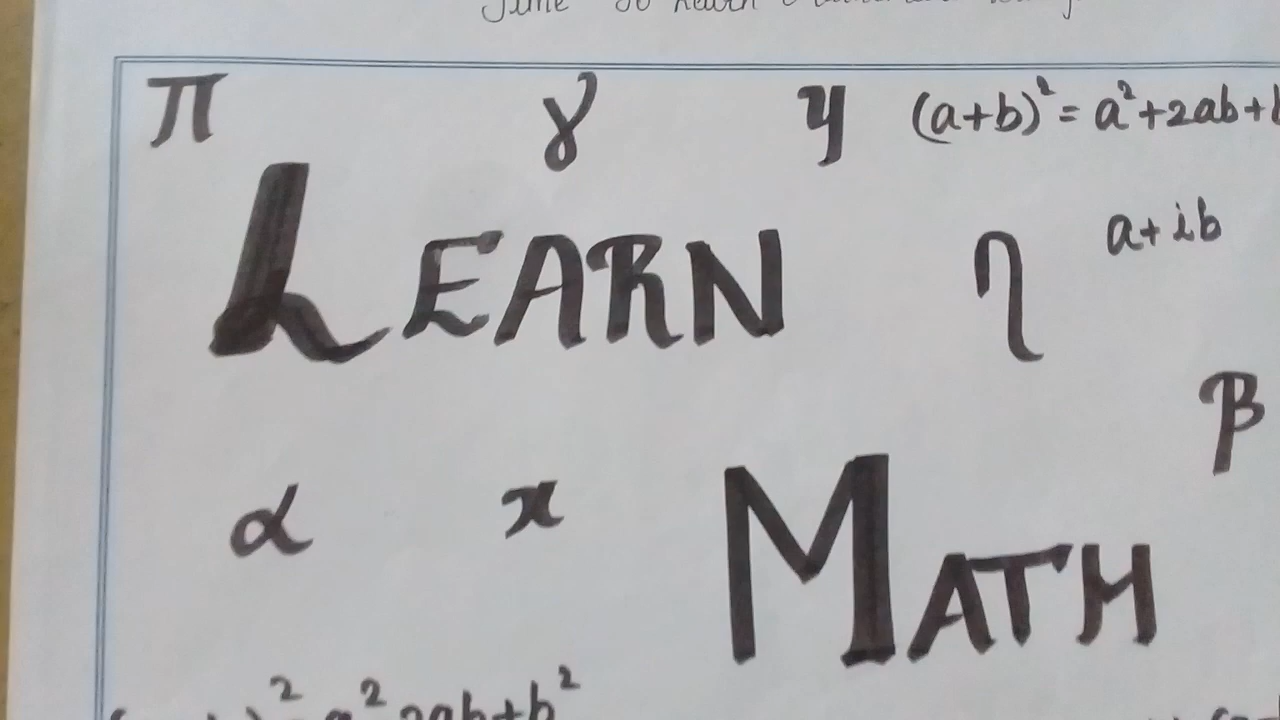 π γ y (a+b)² = a²+2ab+
LEARN η a+ib
β
α x MATH